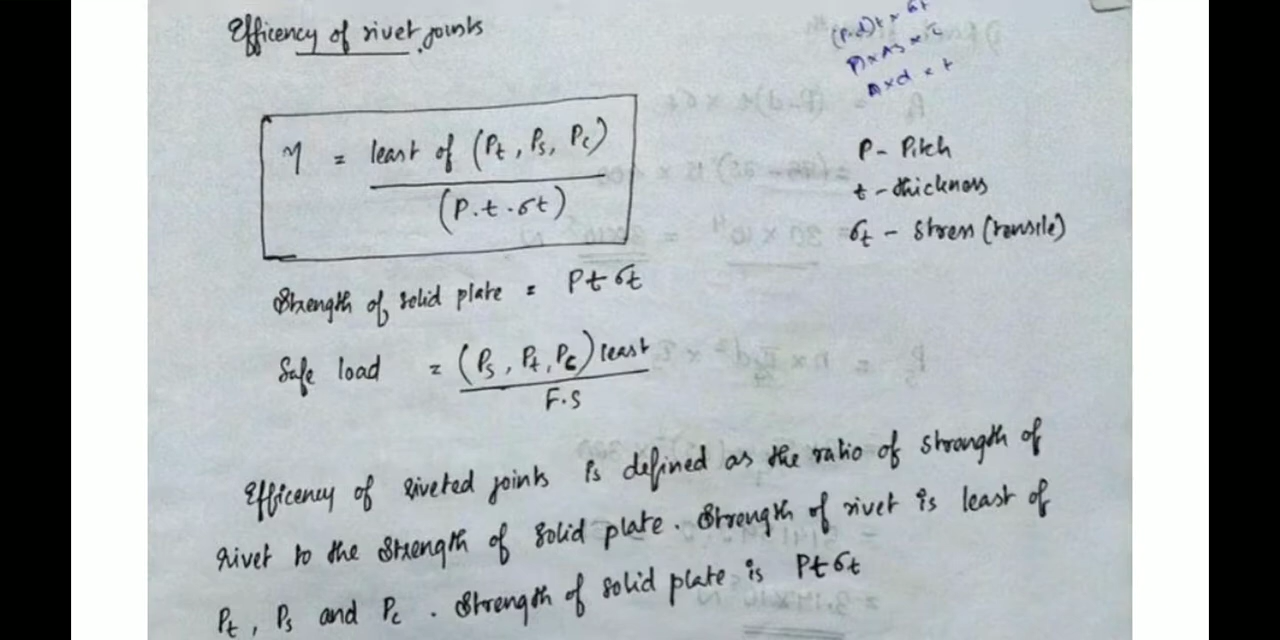 Efficency of rivet joints
(P-d)t × σt
η = least of (Pt, Ps, Pc)
(P.t.σt)
P - Pitch
t - thickness
σt - Stress (tensile)
Strength of solid plate = Ptσt
Safe load = (Ps, Pt, Pc) least
F.S
Efficency of riveted joints is defined as the ratio of strength of
rivet to the strength of solid plate. Strength of rivet is least of
Pt, Ps and Pc. Strength of solid plate is Ptσt